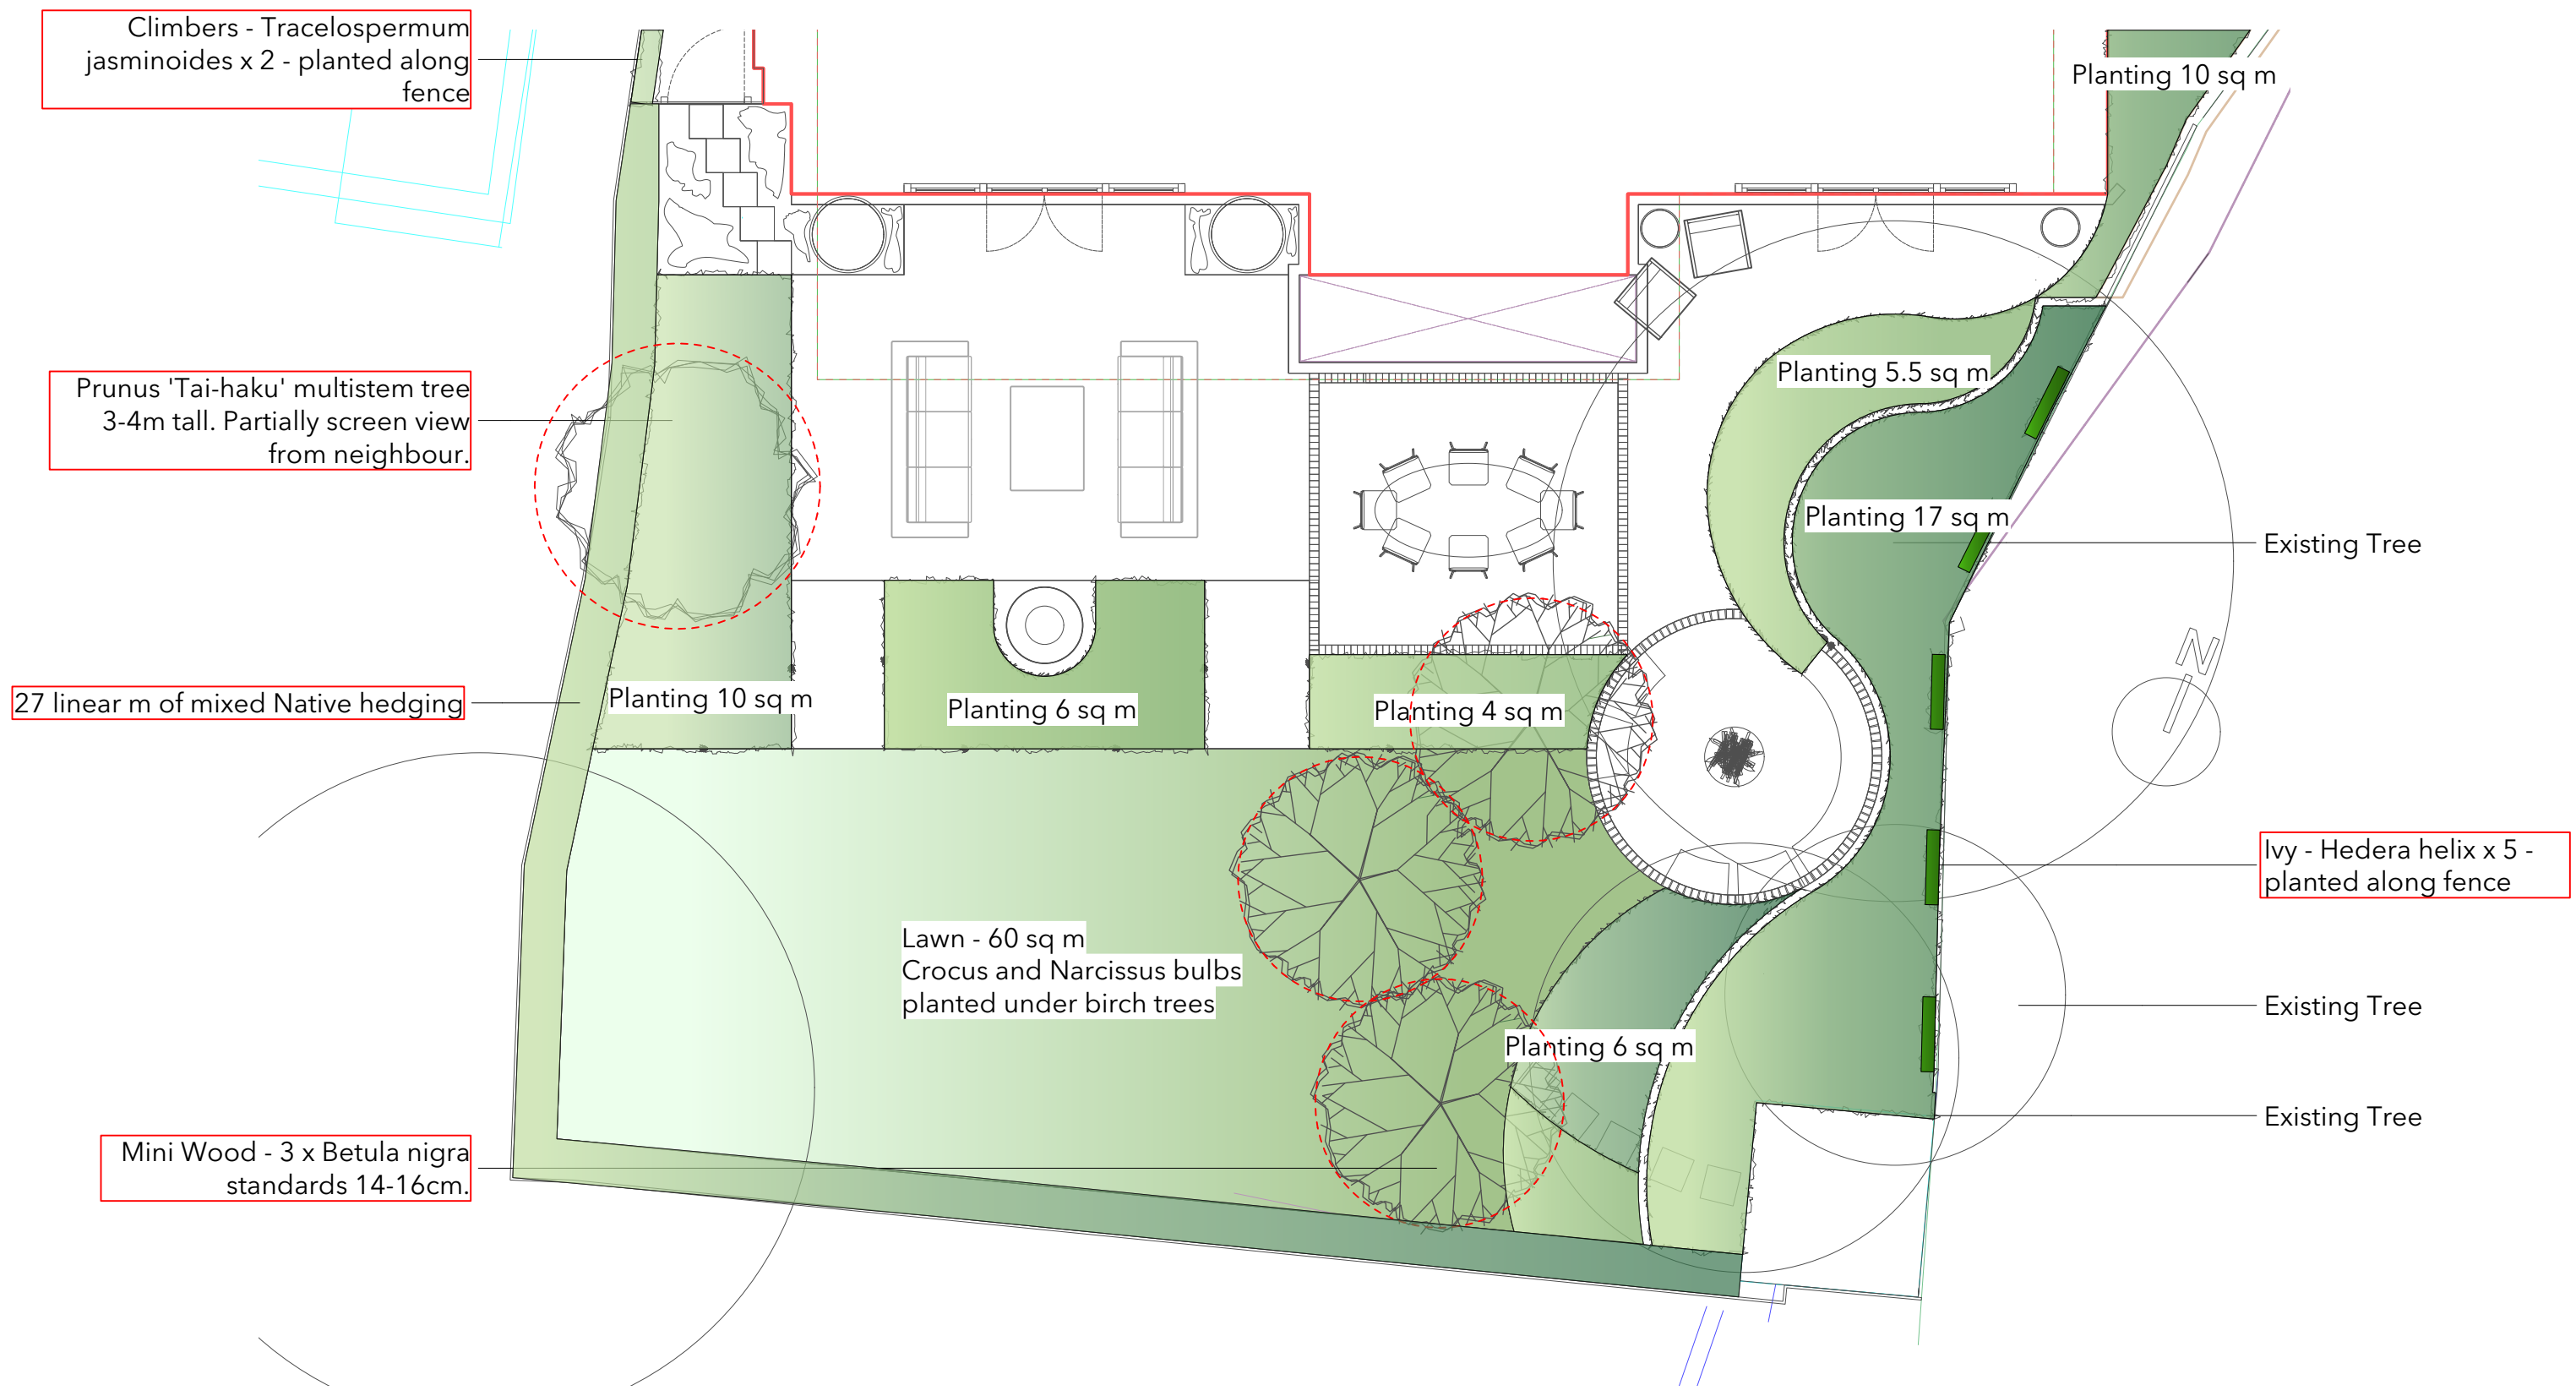 Climbers - Tracelospermum
jasminoides x 2 - planted along
fence
Planting 10 sq m
Prunus 'Tai-haku' multistem tree
3-4m tall. Partially screen view
from neighbour.
Planting 5.5 sq m
Planting 17 sq m
Existing Tree
27 linear m of mixed Native hedging
Planting 10 sq m
Planting 6 sq m
Planting 4 sq m
N
Ivy - Hedera helix x 5 -
planted along fence
Lawn - 60 sq m
Crocus and Narcissus bulbs
planted under birch trees
Existing Tree
Planting 6 sq m
Existing Tree
Mini Wood - 3 x Betula nigra
standards 14-16cm.